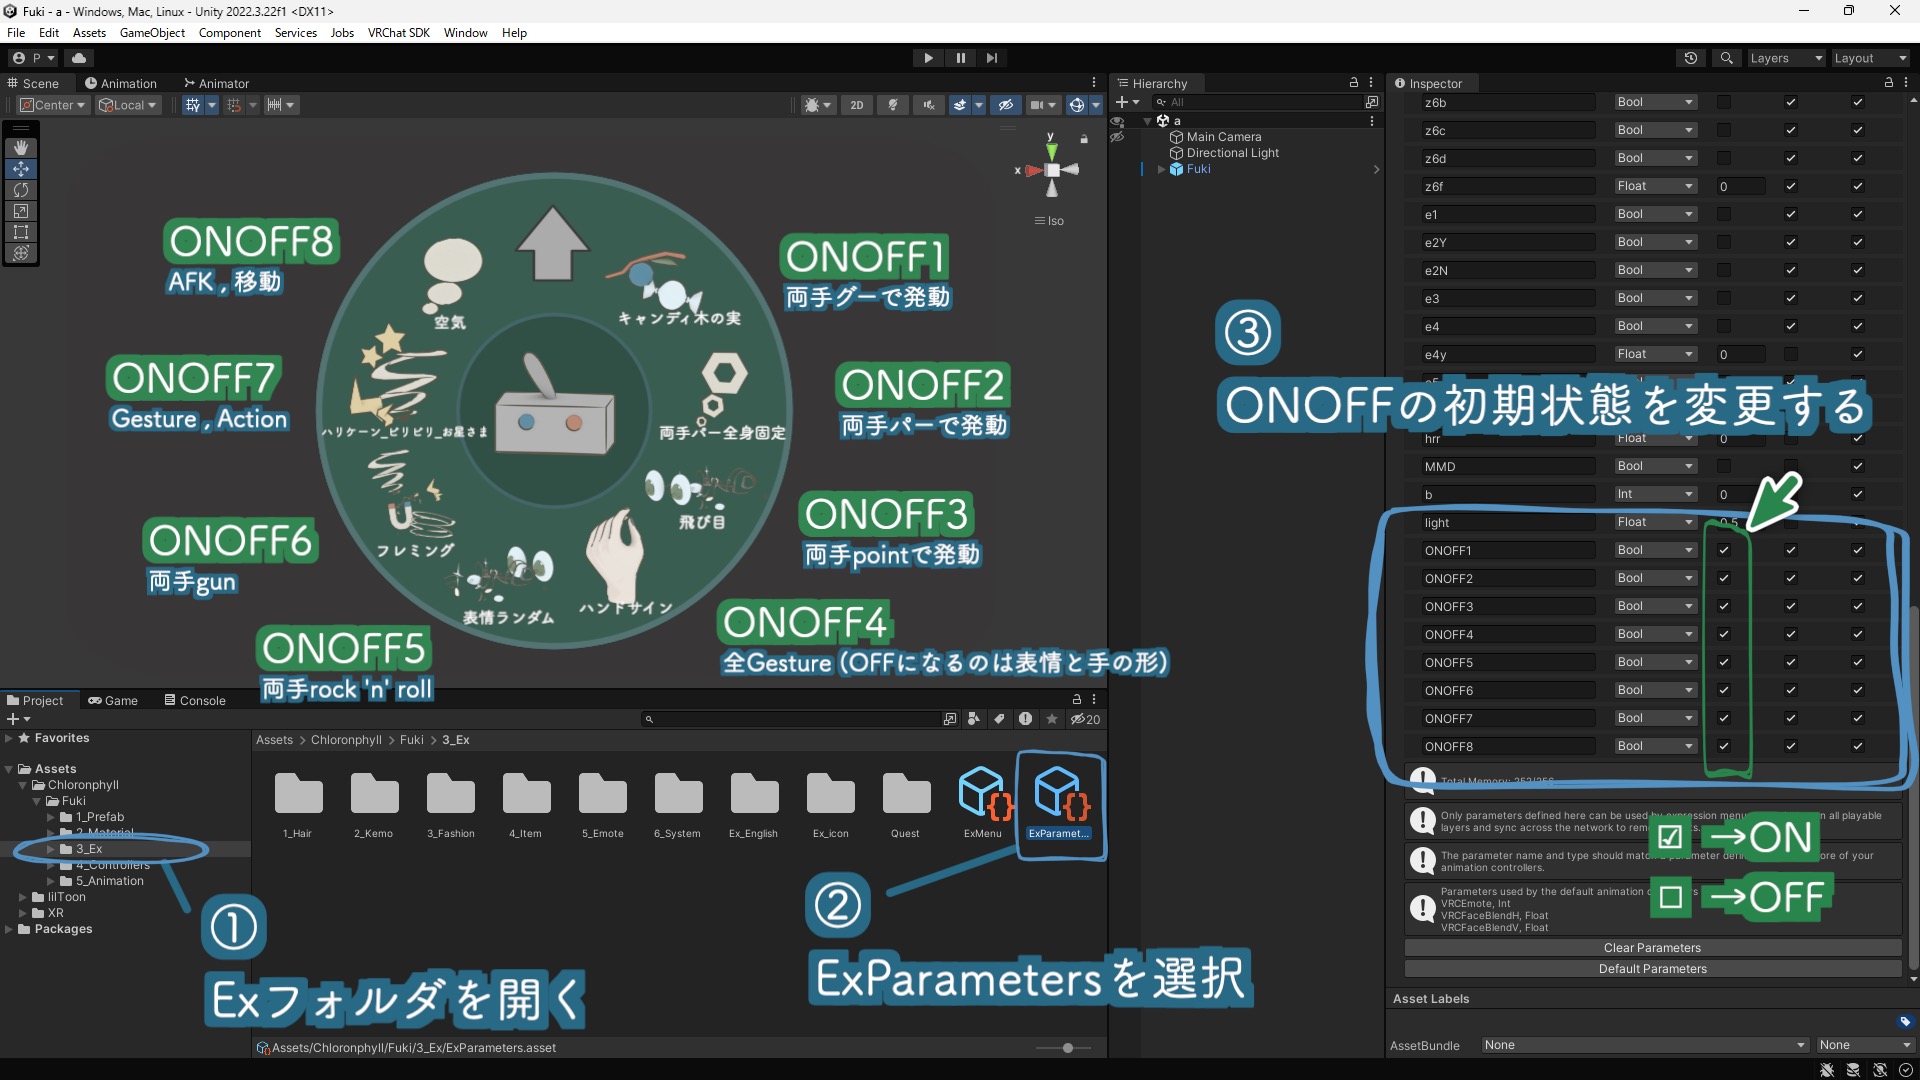 Fuki - a - Windows, Mac, Linux - Unity 2022.3.22f1 <DX11>
File Edit Assets GameObject Component Services Jobs VRChat SDK Window Help
P
Layers Layout
Scene Animation Animator
Center Local
2D
y
x
Iso
ONOFF8
AFK , 移動
ONOFF1
両手グーで発動
ONOFF7
Gesture , Action
ONOFF2
両手パーで発動
ONOFF6
両手gun
ONOFF3
両手pointで発動
ONOFF5
両手rock 'n' roll
ONOFF4
全Gesture (OFFになるのは表情と手の形)
空気
キャンディ木の実
ハリケーン_ビリビリ_お星さま
両手パー全身固定
フレミング
飛び目
表情ランダム
ハンドサイン
Hierarchy
All
a
Main Camera
Directional Light
Fuki
Inspector
z6b Bool
z6c Bool
z6d Bool
z6f Float 0
e1 Bool
e2Y Bool
e2N Bool
e3 Bool
e4 Bool
e4y Float 0
③
ONOFFの初期状態を変更する
hrr Float 0
MMD Bool
b Int 0
light Float 0.5
ONOFF1 Bool
ONOFF2 Bool
ONOFF3 Bool
ONOFF4 Bool
ONOFF5 Bool
ONOFF6 Bool
ONOFF7 Bool
ONOFF8 Bool
Total Memory: 252/256
Only parameters defined here can be used by expression menu all playable
layers and sync across the network to
The parameter name and type should match parameter of your
animation controllers.
Parameters used by the default animation
VRCEmote, Int
VRCFaceBlendH, Float
VRCFaceBlendV, Float
☑ →ON
☐ →OFF
Clear Parameters
Default Parameters
Asset Labels
AssetBundle None None
Project Game Console
20
Favorites
Assets
Chloronphyll
Fuki
1_Prefab
2_Material
3_Ex
4_Controllers
5_Animation
lilToon
XR
Packages
Assets > Chloronphyll > Fuki > 3_Ex
1_Hair 2_Kemo 3_Fashion 4_Item 5_Emote 6_System Ex_English Ex_icon Quest ExMenu ExParamet...
①
Exフォルダを開く
②
ExParametersを選択
Assets/Chloronphyll/Fuki/3_Ex/ExParameters.asset